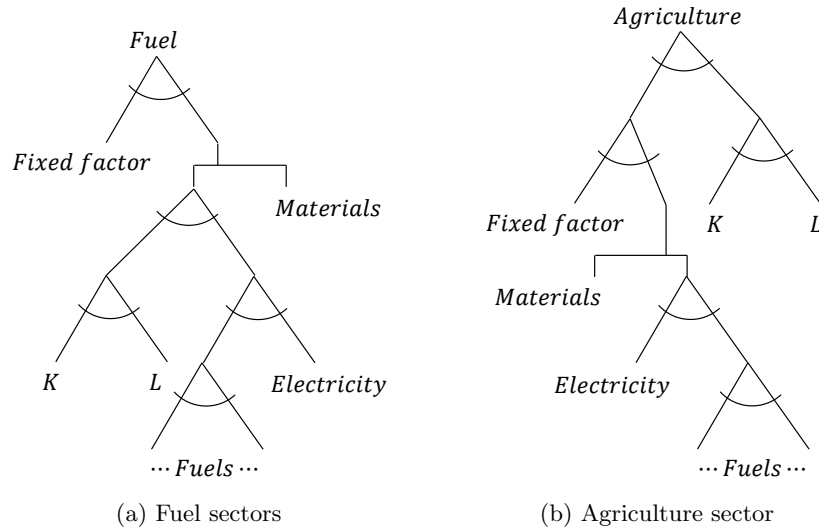 Fuel
Fixed factor
Materials
K
L
Electricity
⋯ Fuels ⋯
(a) Fuel sectors
Agriculture
Fixed factor
K
L
Materials
Electricity
⋯ Fuels ⋯
(b) Agriculture sector